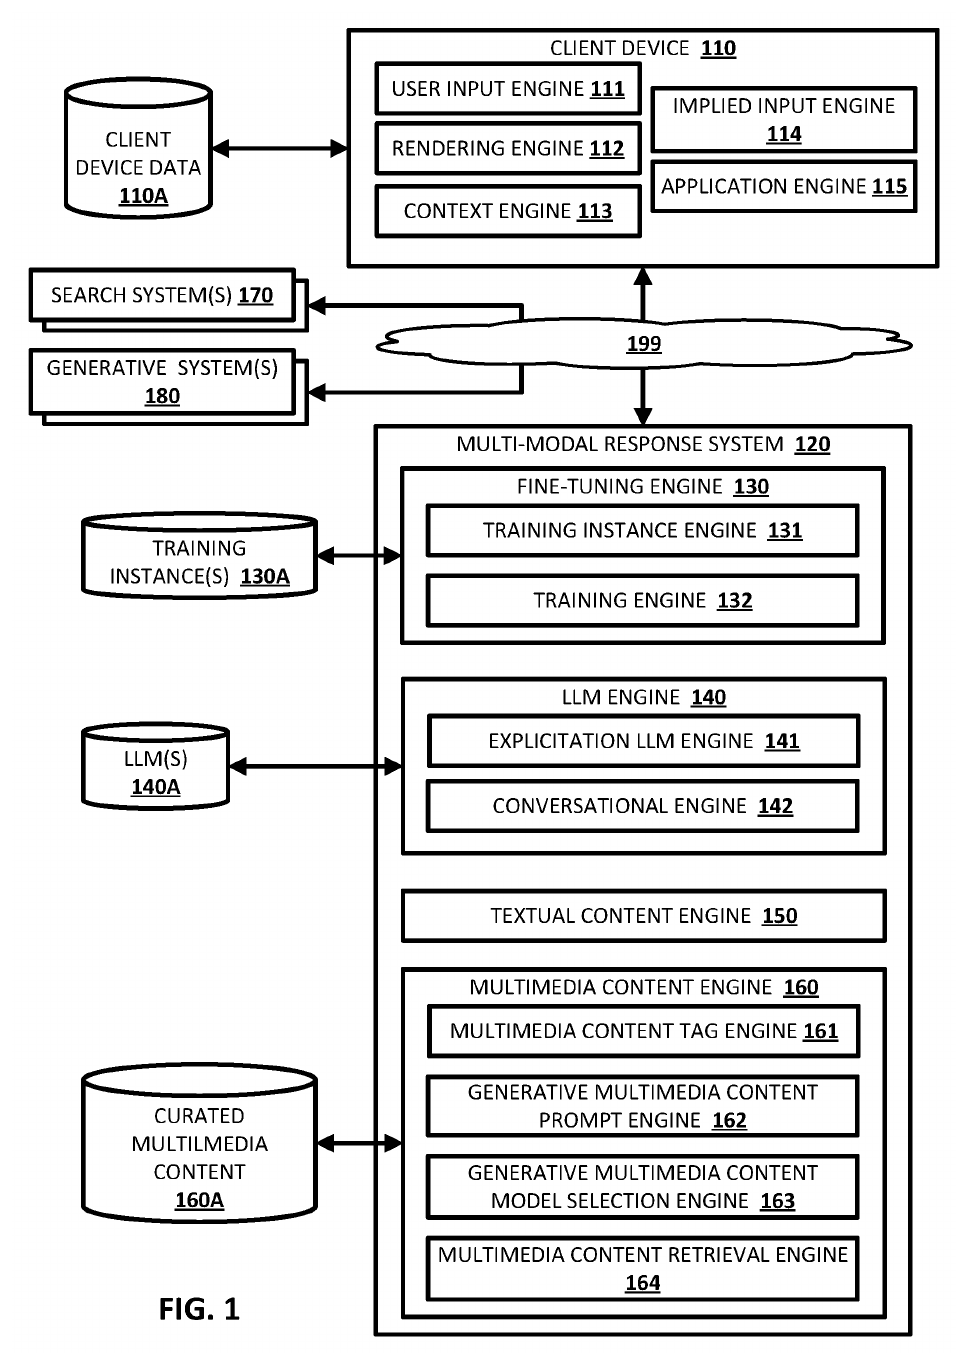 CLIENT DEVICE 110
USER INPUT ENGINE 111
RENDERING ENGINE 112
CONTEXT ENGINE 113
IMPLIED INPUT ENGINE
114
APPLICATION ENGINE 115
CLIENT
DEVICE DATA
110A
SEARCH SYSTEM(S) 170
GENERATIVE SYSTEM(S)
180
199
MULTI-MODAL RESPONSE SYSTEM 120
FINE-TUNING ENGINE 130
TRAINING INSTANCE ENGINE 131
TRAINING ENGINE 132
TRAINING
INSTANCE(S) 130A
LLM ENGINE 140
EXPLICITATION LLM ENGINE 141
CONVERSATIONAL ENGINE 142
LLM(S)
140A
TEXTUAL CONTENT ENGINE 150
MULTIMEDIA CONTENT ENGINE 160
MULTIMEDIA CONTENT TAG ENGINE 161
GENERATIVE MULTIMEDIA CONTENT
PROMPT ENGINE 162
GENERATIVE MULTIMEDIA CONTENT
MODEL SELECTION ENGINE 163
MULTIMEDIA CONTENT RETRIEVAL ENGINE
164
CURATED
MULTILMEDIA
CONTENT
160A
FIG. 1